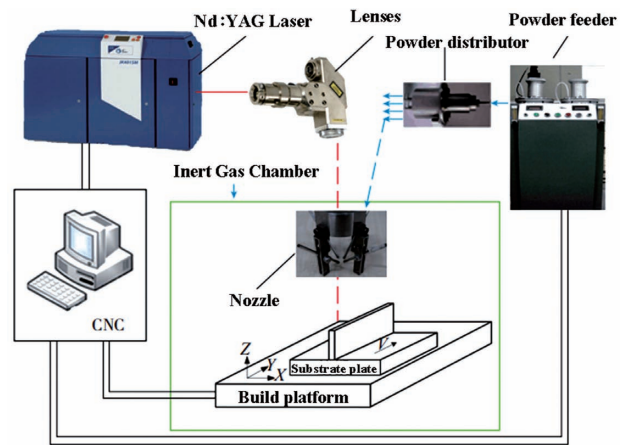 Nd:YAG Laser
Lenses
Powder distributor
Powder feeder
Inert Gas Chamber
Nozzle
CNC
Z
Y
X
V
Substrate plate
Build platform